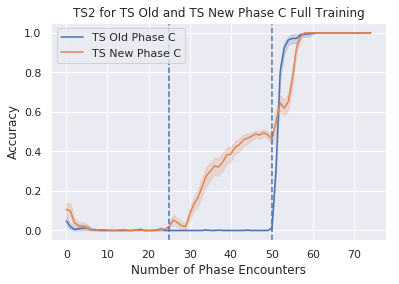 TS2 for TS Old and TS New Phase C Full Training
TS Old Phase C
TS New Phase C
1.0
0.8
0.6
0.4
0.2
0.0
Accuracy
0 10 20 30 40 50 60 70
Number of Phase Encounters